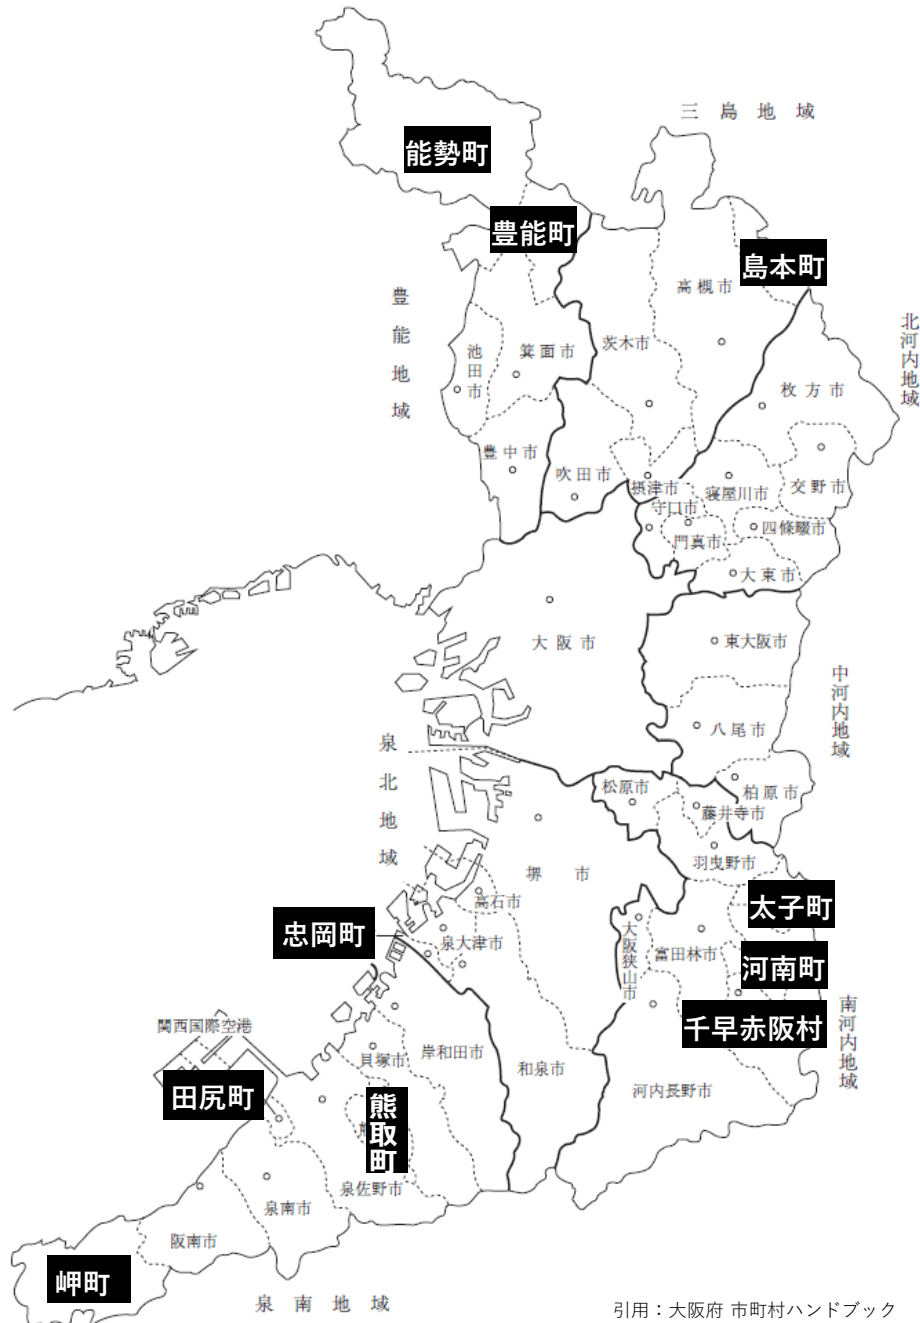 三島地域
能勢町
豊能町
島本町
高槻市
豊能地域
北河内地域
茨木市
池田市
箕面市
枚方市
豊中市
吹田市
摂津市
寝屋川市
交野市
守口市
門真市
四條畷市
大東市
大阪市
東大阪市
中河内地域
八尾市
泉北地域
松原市
柏原市
藤井寺市
羽曳野市
堺市
高石市
太子町
忠岡町
泉大津市
大阪狭山市
富田林市
河南町
南河内地域
千早赤阪村
関西国際空港
貝塚市
岸和田市
和泉市
河内長野市
田尻町
熊取町
泉佐野市
泉南市
阪南市
岬町
泉南地域
引用：大阪府 市町村ハンドブック